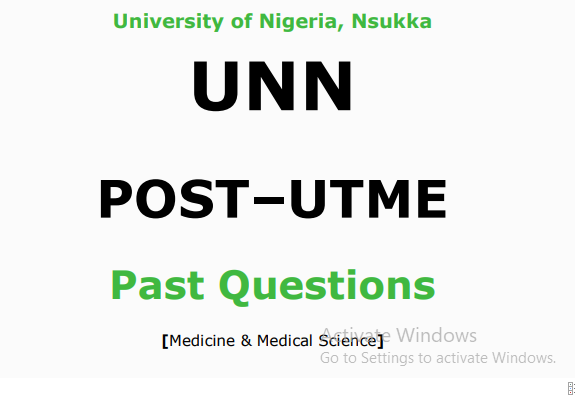 University of Nigeria, Nsukka
UNN
POST–UTME
Past Questions
[Medicine & Medical Science]
Activate Windows
Go to Settings to activate Windows.